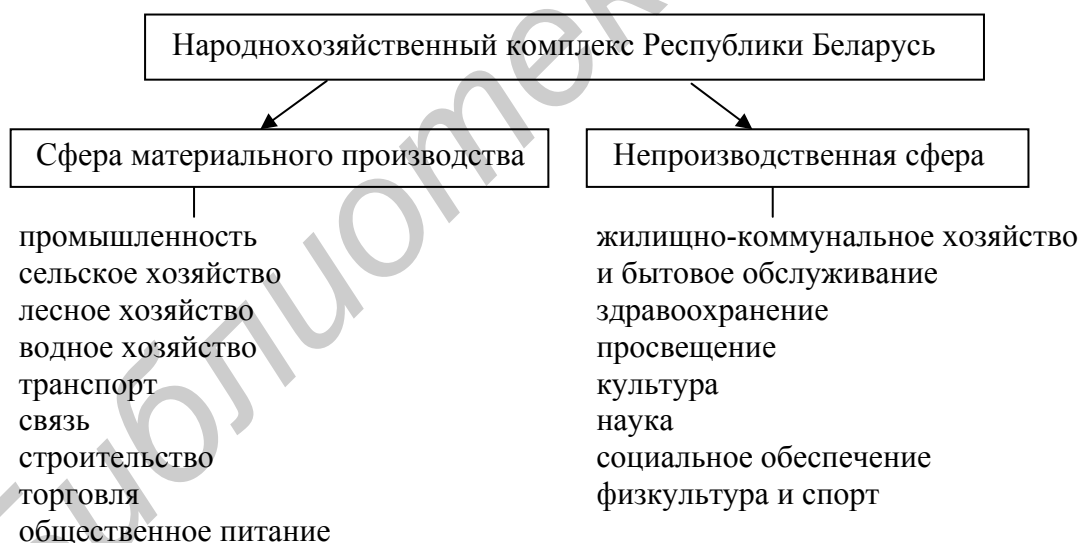 Народнохозяйственный комплекс Республики Беларусь
Сфера материального производства
промышленность
сельское хозяйство
лесное хозяйство
водное хозяйство
транспорт
связь
строительство
торговля
общественное питание
Непроизводственная сфера
жилищно-коммунальное хозяйство
и бытовое обслуживание
здравоохранение
просвещение
культура
наука
социальное обеспечение
физкультура и спорт